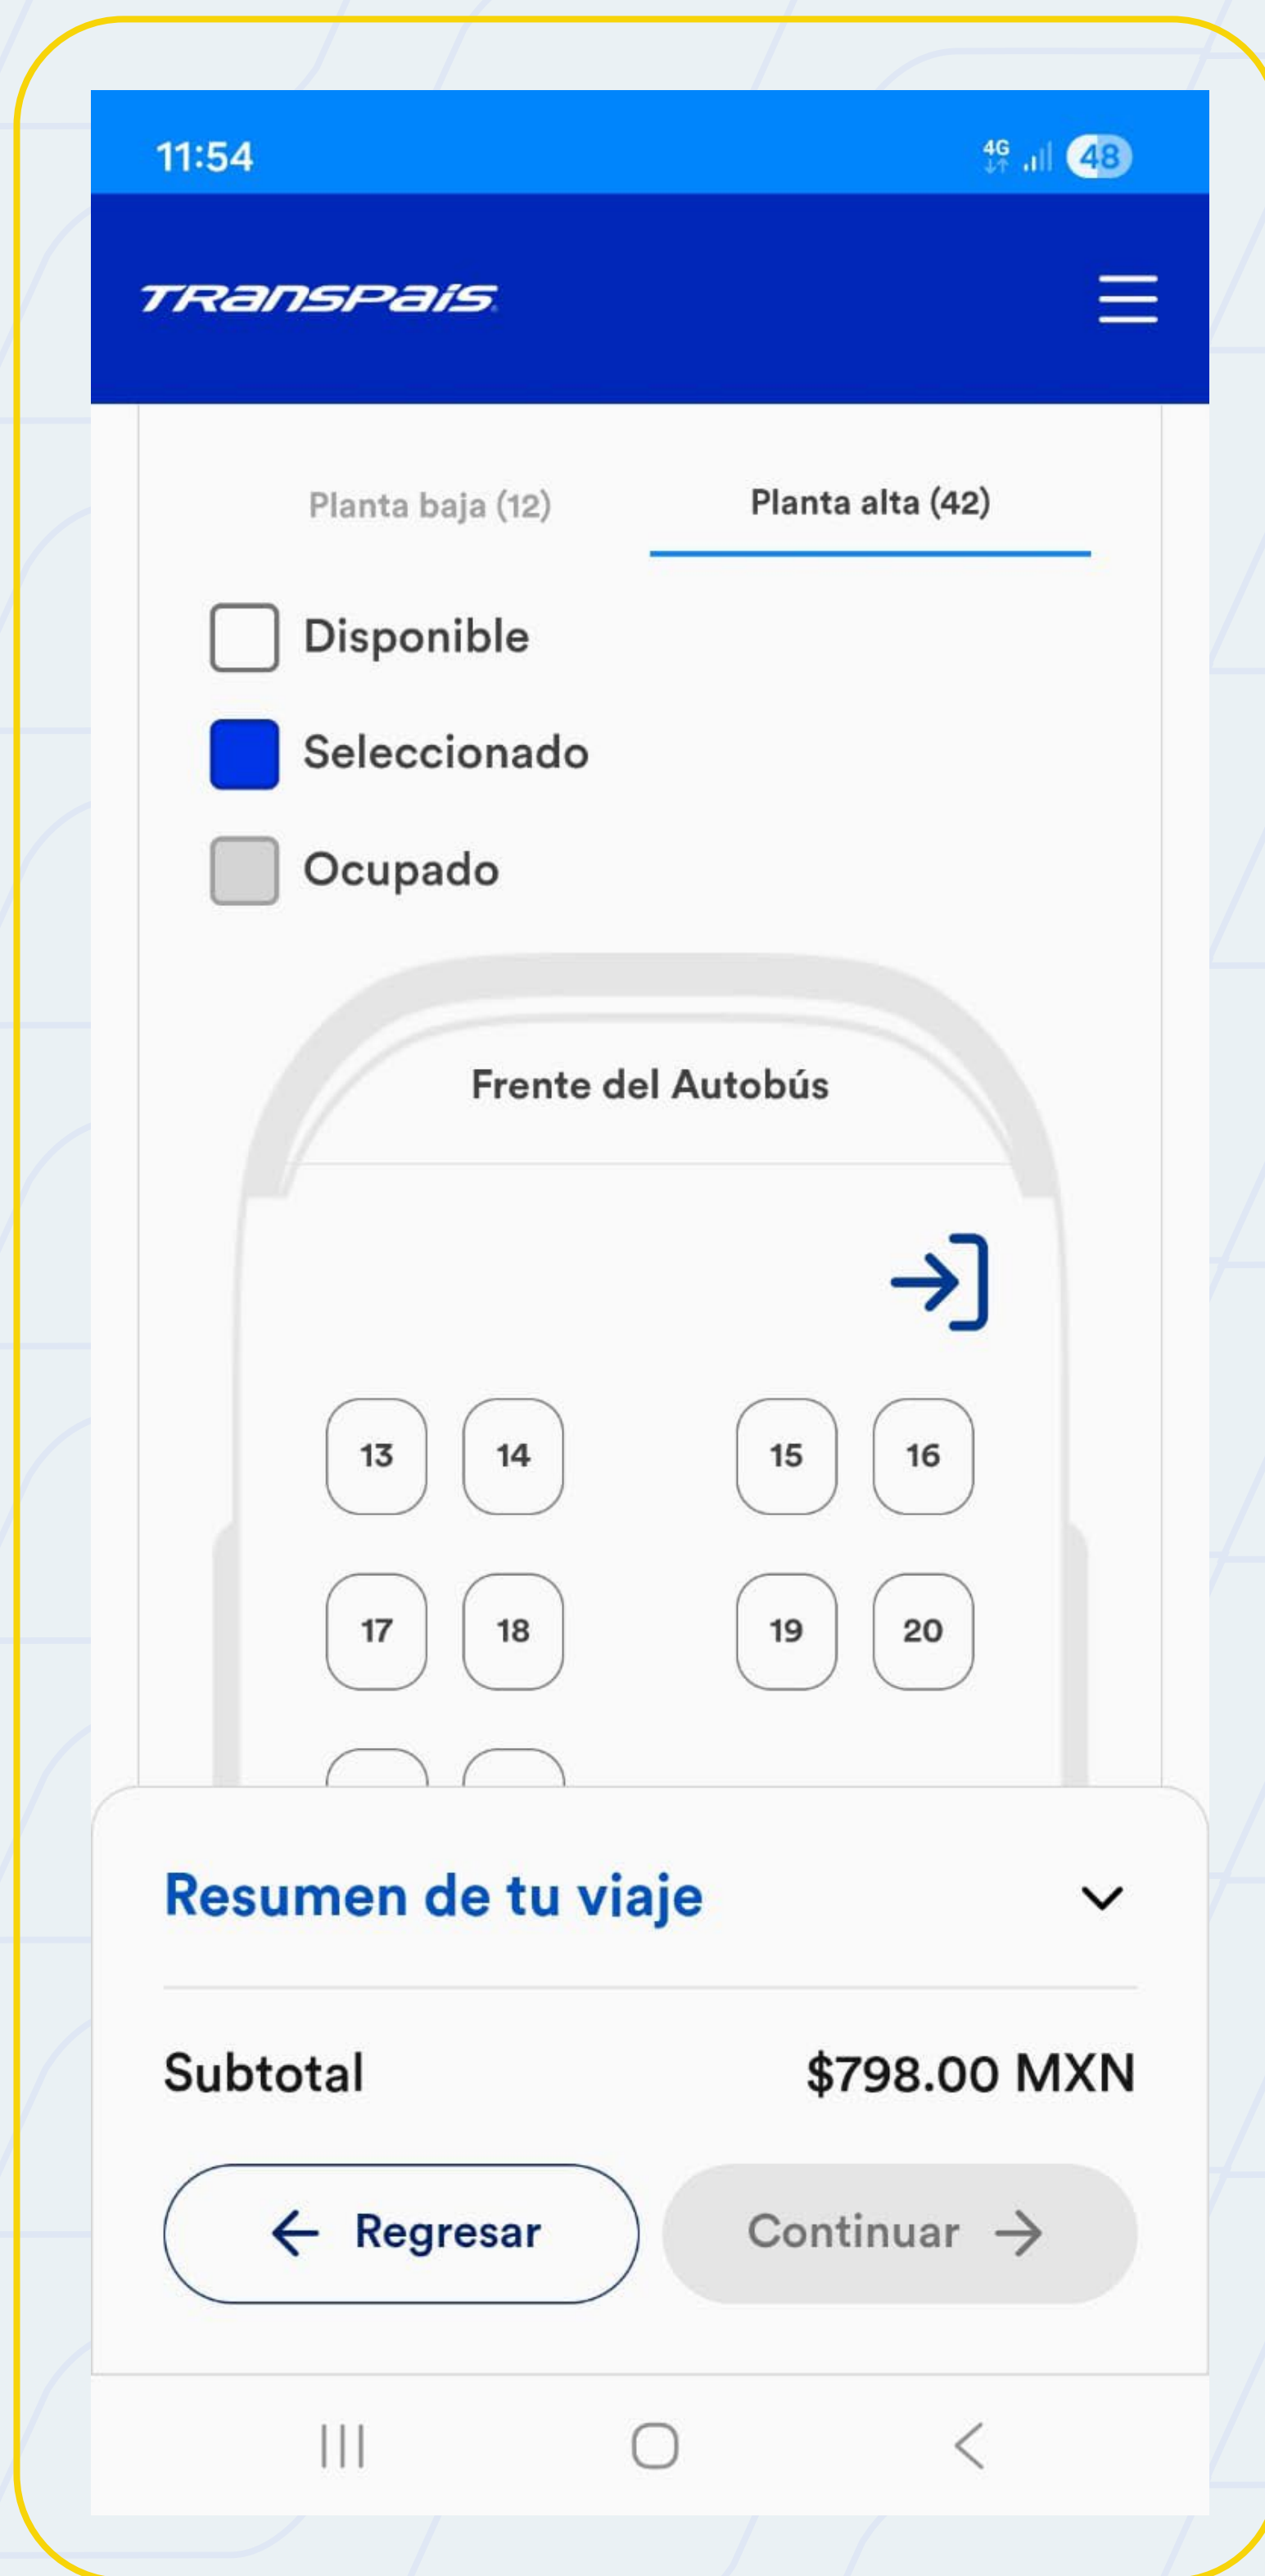 11:54 4G 48
TRANSPAÍS
Planta baja (12) Planta alta (42)
Disponible
Seleccionado
Ocupado
Frente del Autobús
13 14 15 16
17 18 19 20
Resumen de tu viaje
Subtotal $798.00 MXN
Regresar Continuar